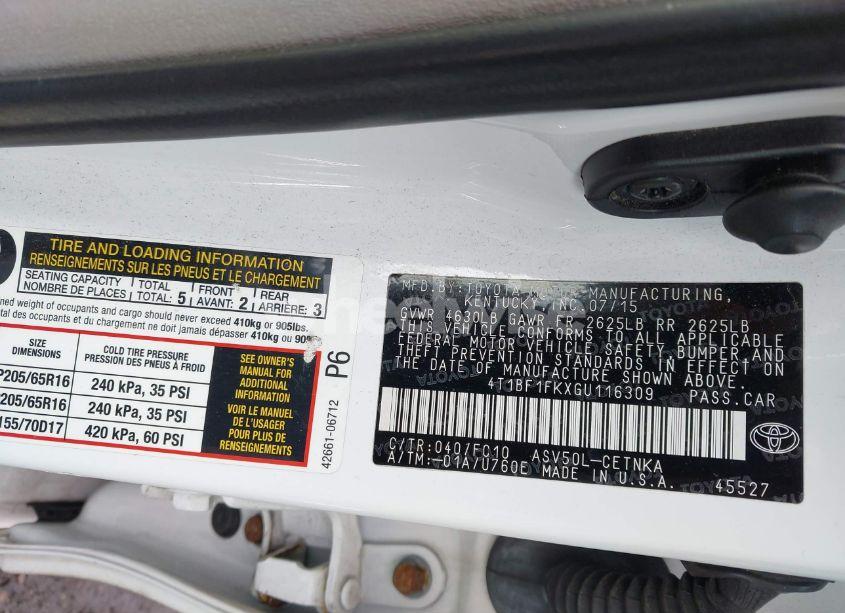 TIRE AND LOADING INFORMATION
RENSEIGNEMENTS SUR LES PNEUS ET LE CHARGEMENT
SEATING CAPACITY TOTAL: 5 FRONT 2 REAR 3
NOMBRE DE PLACES TOTAL: AVANT: ARRIÈRE:
ned weight of occupants and cargo should never exceed 410kg or 905lbs.
otal des occupants et du chargement ne doit jamais dépasser 410kg ou 90
SIZE COLD TIRE PRESSURE
DIMENSIONS PRESSION DES PNEUS À FROID
P205/65R16 240 kPa, 35 PSI
205/65R16 240 kPa, 35 PSI
155/70D17 420 kPa, 60 PSI
SEE OWNER'S
MANUAL FOR
ADDITIONAL
INFORMATION
VOIR LE MANUEL
DE L'USAGER
POUR PLUS DE
RENSEIGNEMENTS
P6
42661-06712
MFD.BY:TOYOTA MANUFACTURING,
KENTUCKY, INC. 07/15
GVWR 4630LB GAWR FR 2625LB RR 2625LB
THIS VEHICLE CONFORMS TO ALL APPLICABLE
FEDERAL MOTOR VEHICLE SAFETY, BUMPER, AND
THEFT PREVENTION STANDARDS IN EFFECT ON
THE DATE OF MANUFACTURE SHOWN ABOVE.
4T1BF1FKXGU116309 PASS.CAR
C/TR:040/FC10 ASV50L-CETNKA
A/TM:-01A/U760E MADE IN U.S.A. 45527